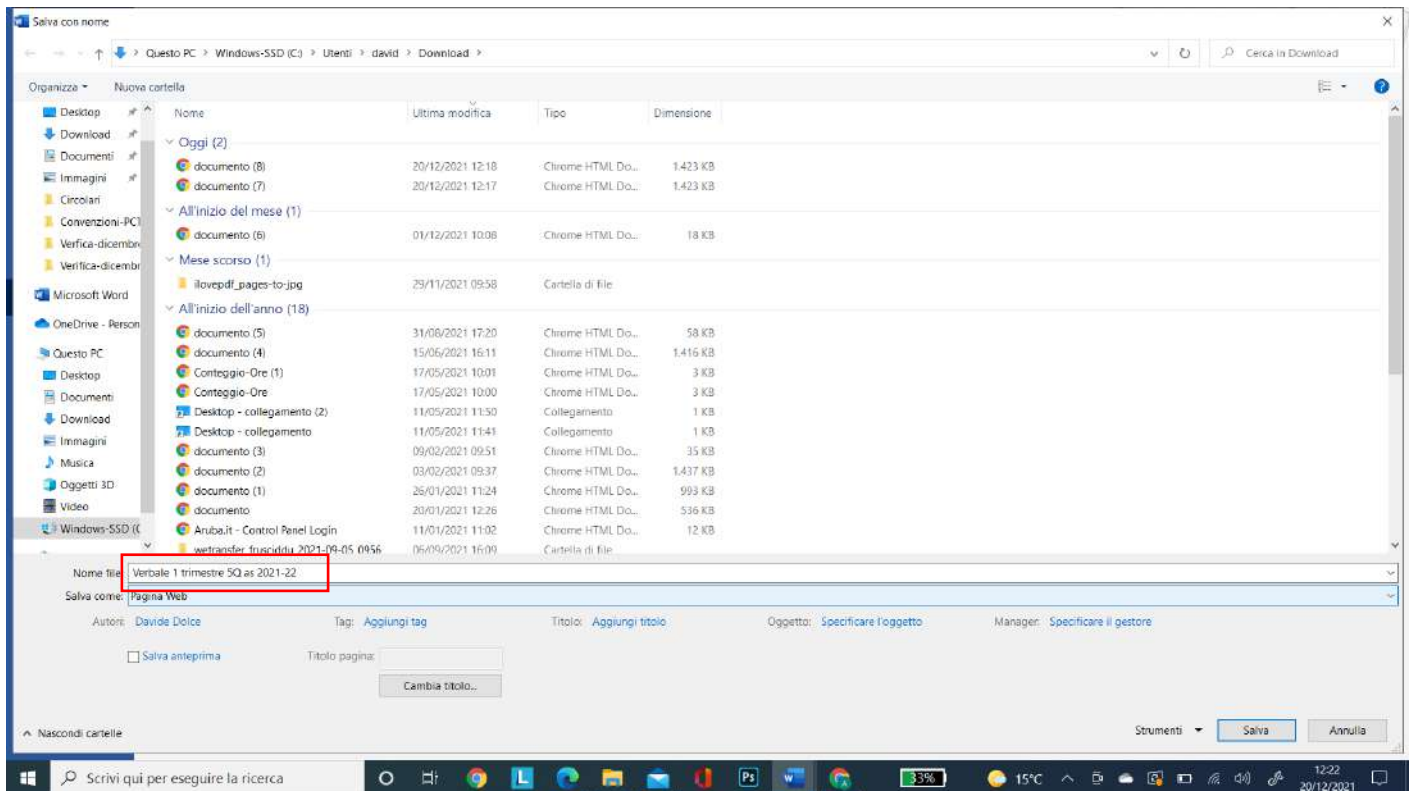 Salva con nome
Questo PC > Windows-SSD (C:) > Utenti > david > Download >
Cerca in Download
Organizza
Nuova cartella
Desktop
Download
Documenti
Immagini
Circolari
Convenzioni-PCT
Verfica-dicembre
Verifica-dicembr
Microsoft Word
OneDrive - Person
Questo PC
Desktop
Documenti
Download
Immagini
Musica
Oggetti 3D
Video
Windows-SSD (C
Nome Ultima modifica Tipo Dimensione
Oggi (2)
documento (8) 20/12/2021 12:18 Chrome HTML Do... 1.423 KB
documento (7) 20/12/2021 12:17 Chrome HTML Do... 1.423 KB
All'inizio del mese (1)
documento (6) 01/12/2021 10:08 Chrome HTML Do... 18 KB
Mese scorso (1)
ilovepdf_pages-to-jpg 29/11/2021 09:58 Cartella di file
All'inizio dell'anno (18)
documento (5) 31/08/2021 17:20 Chrome HTML Do... 58 KB
documento (4) 15/06/2021 16:11 Chrome HTML Do... 1.416 KB
Conteggio-Ore (1) 17/05/2021 10:01 Chrome HTML Do... 3 KB
Conteggio-Ore 17/05/2021 10:00 Chrome HTML Do... 3 KB
Desktop - collegamento (2) 11/05/2021 11:50 Collegamento 1 KB
Desktop - collegamento 11/05/2021 11:41 Collegamento 1 KB
documento (3) 09/02/2021 09:51 Chrome HTML Do... 35 KB
documento (2) 03/02/2021 09:37 Chrome HTML Do... 1.437 KB
documento (1) 26/01/2021 11:24 Chrome HTML Do... 993 KB
documento 20/01/2021 12:26 Chrome HTML Do... 536 KB
Aruba.it - Control Panel Login 11/01/2021 11:02 Chrome HTML Do... 12 KB
wetransfer_frusciddu_2021-09-05_0956 06/09/2021 16:09 Cartella di file
Nome file: Verbale 1 trimestre 5Q as 2021-22
Salva come: Pagina Web
Autori: Davide Dolce Tag: Aggiungi tag Titolo: Aggiungi titolo Oggetto: Specificare l'oggetto Manager: Specificare il gestore
Salva anteprima Titolo pagina:
Cambia titolo...
Nascondi cartelle
Strumenti Salva Annulla
Scrivi qui per eseguire la ricerca
L
Ps
33%
15°C
12:22
20/12/2021